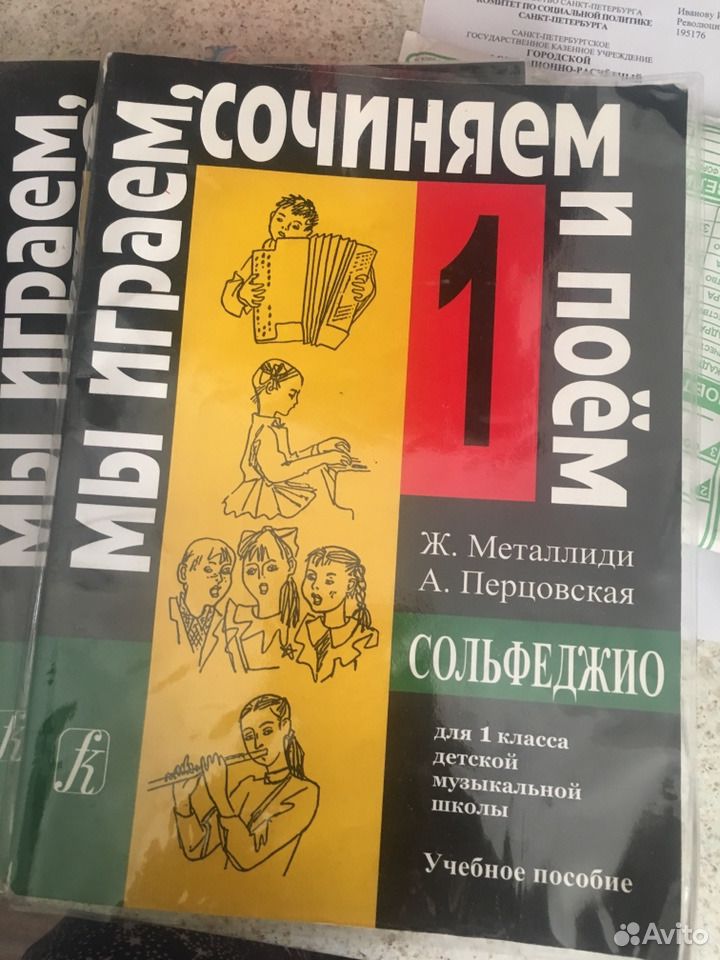 КОМИТЕТ ПО СОЦИАЛЬНОЙ ПОЛИТИКЕ
САНКТ-ПЕТЕРБУРГА
САНКТ-ПЕТЕРБУРГСКОЕ
ГОСУДАРСТВЕННОЕ КАЗЕННОЕ УЧРЕЖДЕНИЕ
ГОРОДСКОЙ
Иванову
195176
мы играем,
мы играем, сочиняем и поём
1
Ж. Металлиди
А. Перцовская
СОЛЬФЕДЖИО
для 1 класса
детской
музыкальной
школы
Учебное пособие
Avito